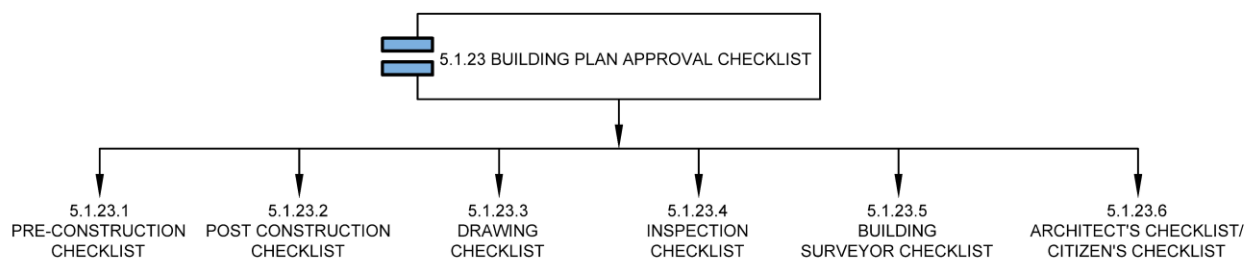 5.1.23 BUILDING PLAN APPROVAL CHECKLIST
5.1.23.1
PRE-CONSTRUCTION
CHECKLIST
5.1.23.2
POST CONSTRUCTION
CHECKLIST
5.1.23.3
DRAWING
CHECKLIST
5.1.23.4
INSPECTION
CHECKLIST
5.1.23.5
BUILDING
SURVEYOR CHECKLIST
5.1.23.6
ARCHITECT'S CHECKLIST/
CITIZEN'S CHECKLIST